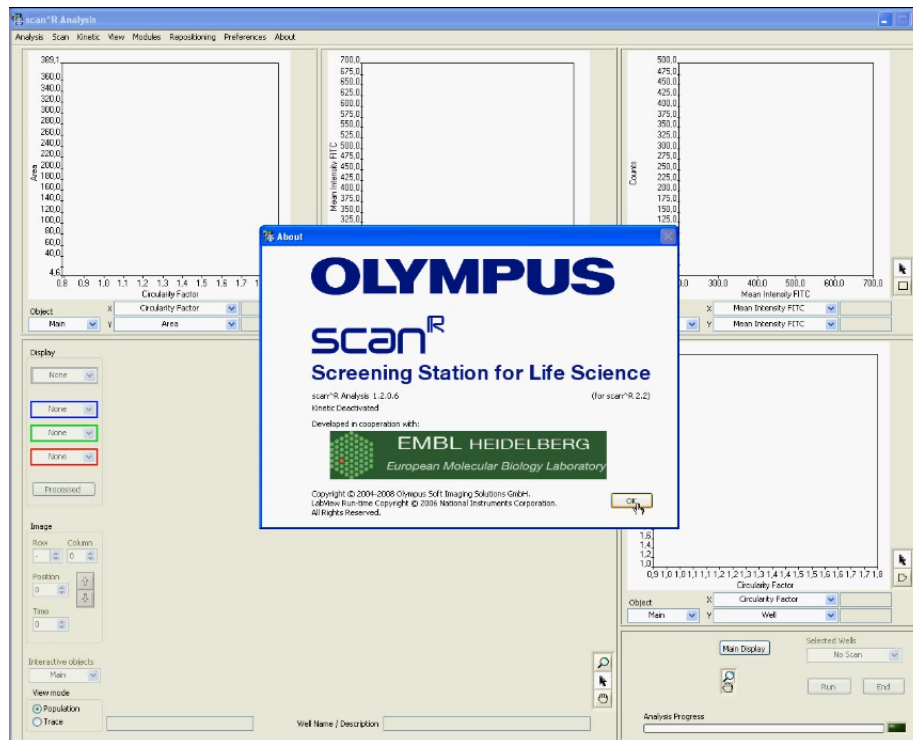 scan^R Analysis
Analysis Scan Kinetic View Modules Repositioning Preferences About
389,1
360,0
340,0
320,0
300,0
280,0
260,0
240,0
220,0
200,0
180,0
160,0
140,0
120,0
100,0
80,0
60,0
40,0
4,6
Area
0.8 0.9 1.0 1.1 1.2 1.3 1.4 1.5 1.6 1.7
Circularity Factor
Object X Circularity Factor
Main Y Area
700,0
675,0
650,0
625,0
600,0
575,0
550,0
525,0
500,0
475,0
450,0
425,0
400,0
375,0
350,0
325,0
Mean Intensity FITC
500,0
475,0
450,0
425,0
400,0
375,0
350,0
325,0
300,0
275,0
250,0
225,0
200,0
175,0
150,0
125,0
Counts
300.0 400.0 500.0 600.0 700.0
Mean Intensity FITC
X Mean Intensity FITC
Y Mean Intensity FITC
About
OLYMPUS
scan^R
Screening Station for Life Science
scan^R Analysis 1.2.0.6 (for scan^R 2.2)
Kinetic Deactivated
Developed in cooperation with:
EMBL HEIDELBERG
European Molecular Biology Laboratory
Copyright © 2004-2008 Olympus Soft Imaging Solutions GmbH.
LabView Run-time Copyright © 2006 National Instruments Corporation.
All Rights Reserved.
OK
Display
None
None
None
None
Processed
Image
Row Column
- 0
Position
0
Time
0
Interactive objects
Main
View mode
Population
Trace
Well Name / Description
1,6
1,4
1,2
1,0
0,9 1,0 1,0 1,1 1,1 1,2 1,2 1,3 1,3 1,4 1,4 1,5 1,5 1,6 1,6 1,7 1,7 1,8
Circularity Factor
Object X Circularity Factor
Main Y Well
Main Display
Selected Wells
No Scan
Run End
Analysis Progress